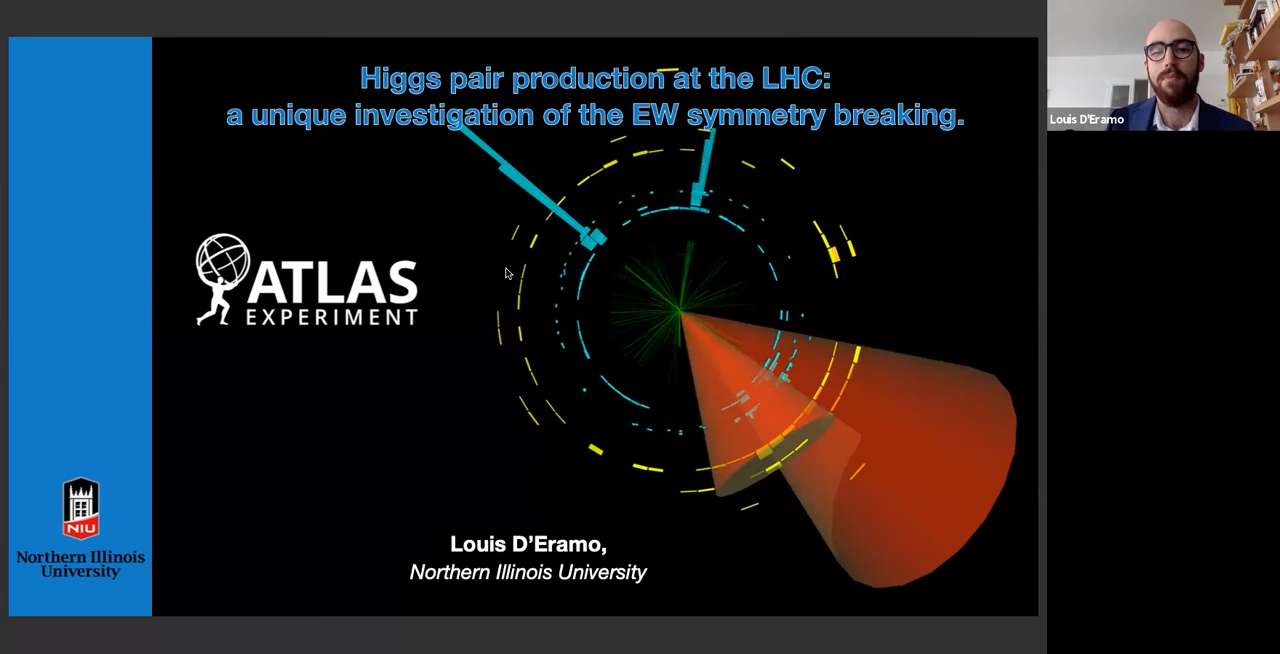 Higgs pair production at the LHC:
a unique investigation of the EW symmetry breaking.
Louis D'Eramo
ATLAS
EXPERIMENT
NIU
Northern Illinois
University
Louis D'Eramo,
Northern Illinois University